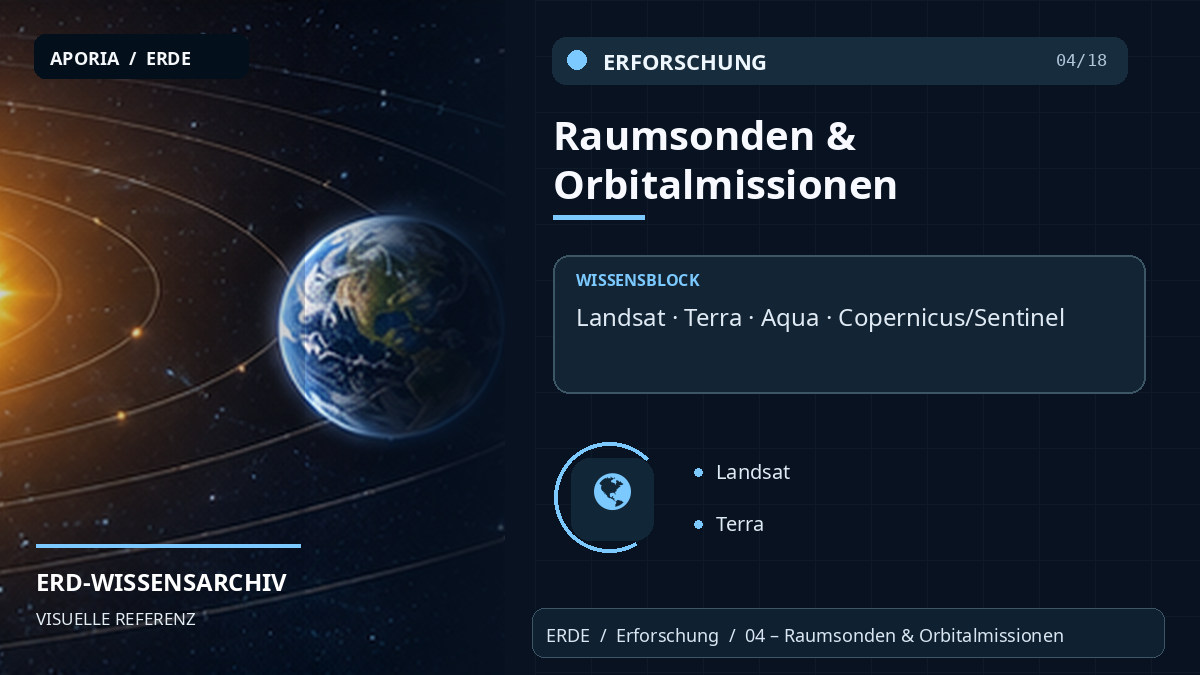 APORIA / ERDE
ERFORSCHUNG
04/18
Raumsonden &
Orbitalmissionen
WISSENSBLOCK
Landsat · Terra · Aqua · Copernicus/Sentinel
Landsat
Terra
ERD-WISSENSARCHIV
VISUELLE REFERENZ
ERDE / Erforschung / 04 – Raumsonden & Orbitalmissionen